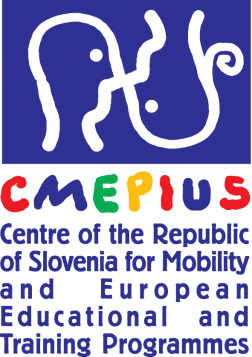 CMEPIUS
Centre of the Republic
of Slovenia for Mobility
and European
Educational and
Training Programmes